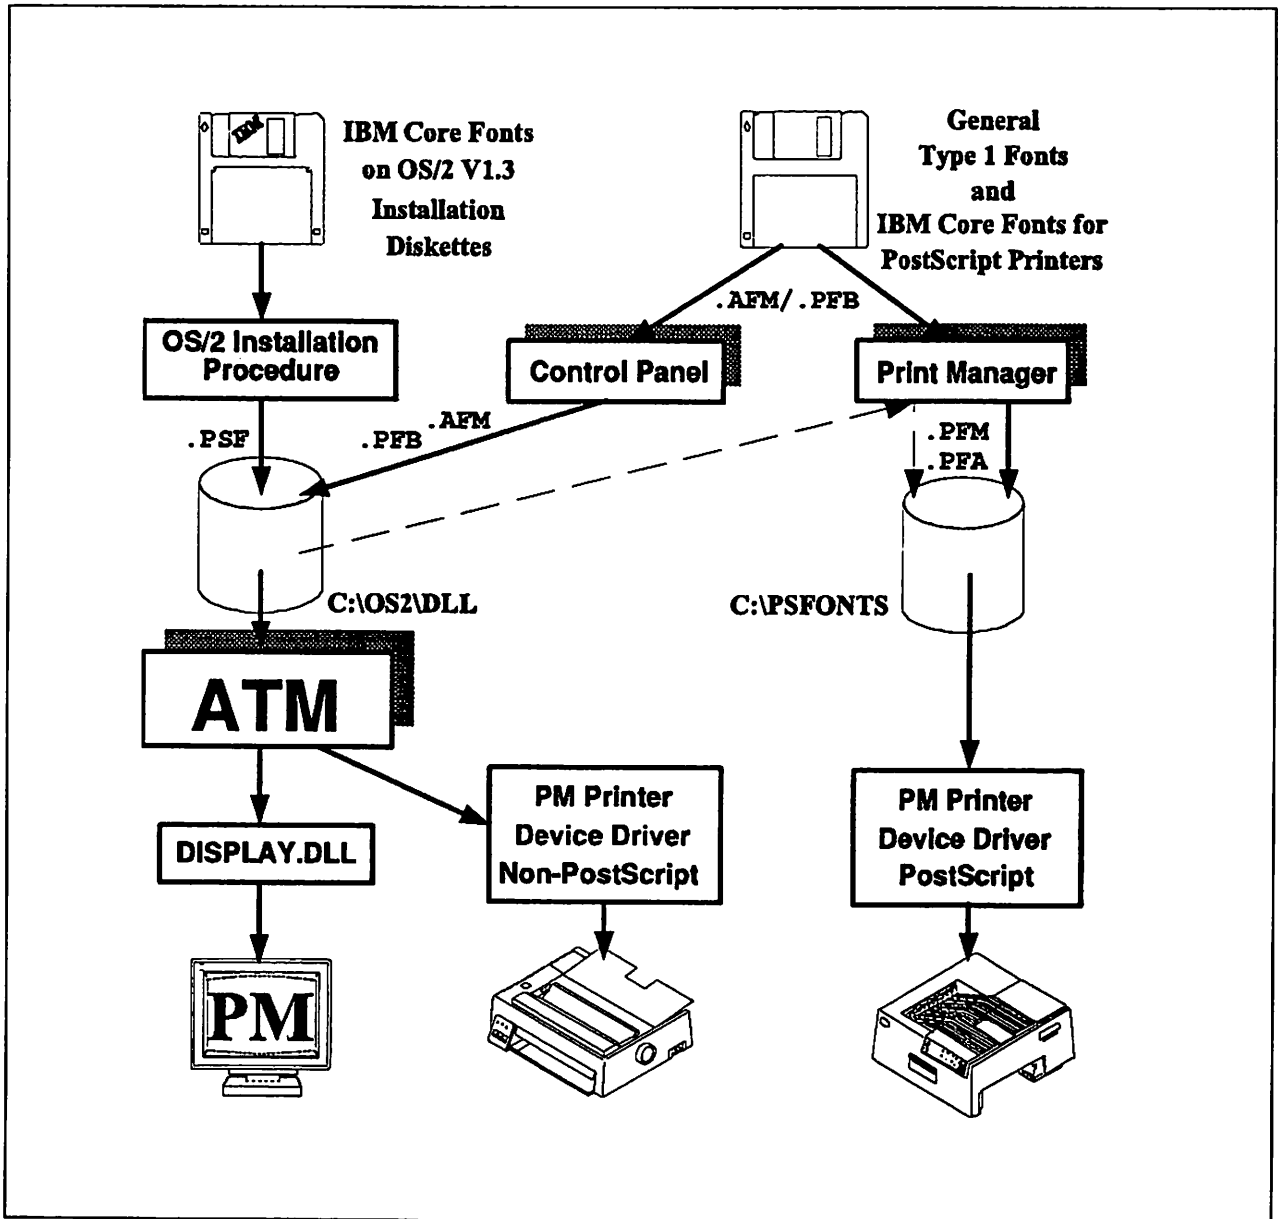 IBM
IBM Core Fonts
on OS/2 V1.3
Installation
Diskettes
General
Type 1 Fonts
and
IBM Core Fonts for
PostScript Printers
.AFM/.PFB
OS/2 Installation
Procedure
Control Panel
Print Manager
.PSF
.PFB
.AFM
.PFM
.PFA
C:\OS2\DLL
C:\PSFONTS
ATM
DISPLAY.DLL
PM Printer
Device Driver
Non-PostScript
PM Printer
Device Driver
PostScript
PM